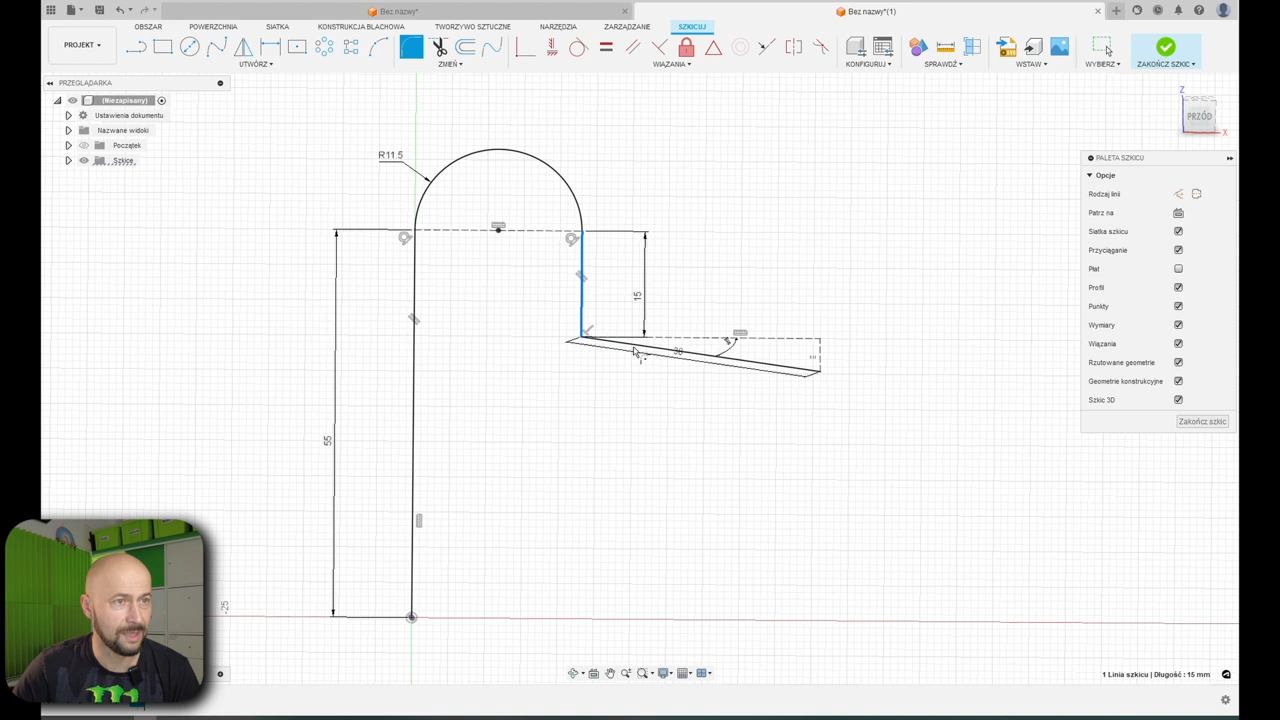 Bez nazwy*
Bez nazwy*(1)
OBSZAR
POWIERZCHNIA
SIATKA
KONSTRUKCJA BLACHOWA
TWORZYWO SZTUCZNE
NARZĘDZIA
ZARZĄDZANIE
SZKICUJ
PROJEKT
UTWÓRZ
ZMIEŃ
WIĄZANIA
KONFIGURUJ
SPRAWDŹ
WSTAW
WYBIERZ
ZAKOŃCZ SZKIC
PRZEGLĄDARKA
(Niezapisany)
Ustawienia dokumentu
Nazwane widoki
Początek
Szkice
Z
PRZÓD
X
R11.5
15
30
55
-25
PALETA SZKICU
Opcje
Rodzaj linii
Patrz na
Siatka szkicu
Przyciąganie
Płat
Profil
Punkty
Wymiary
Wiązania
Rzutowane geometrie
Geometrie konstrukcyjne
Szkic 3D
Zakończ szkic
1 Linia szkicu | Długość : 15 mm